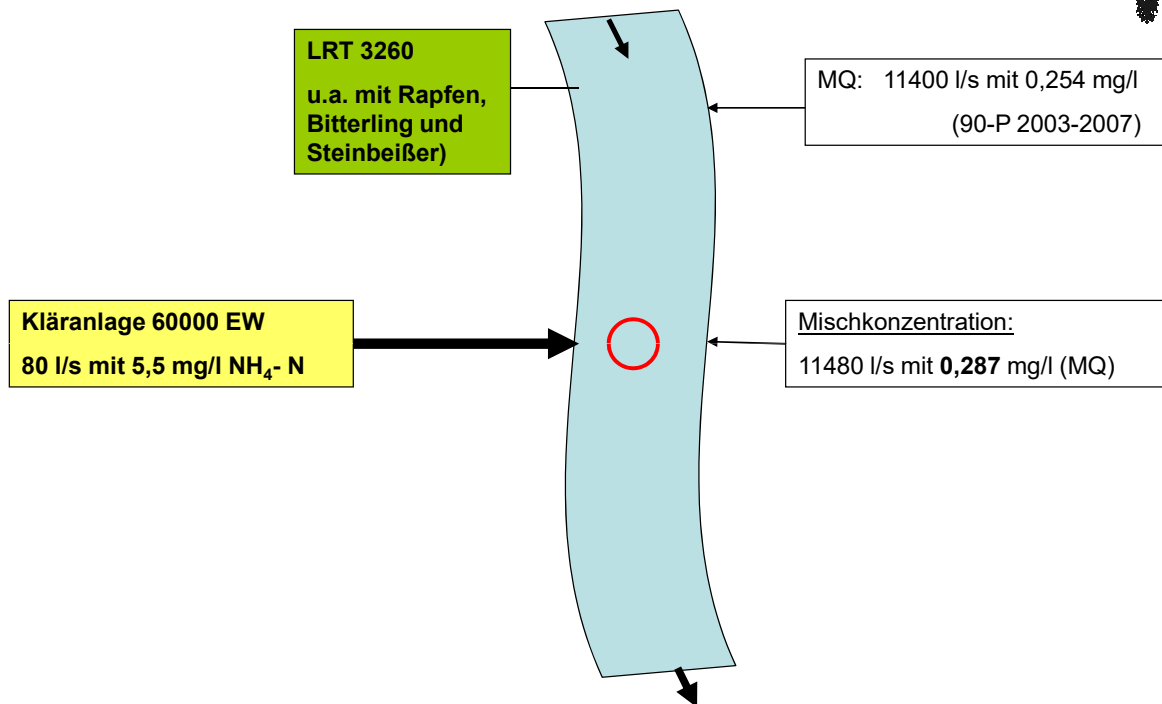 LRT 3260
u.a. mit Rapfen,
Bitterling und
Steinbeißer)
MQ: 11400 l/s mit 0,254 mg/l
(90-P 2003-2007)
Kläranlage 60000 EW
80 l/s mit 5,5 mg/l NH₄- N
Mischkonzentration:
11480 l/s mit 0,287 mg/l (MQ)